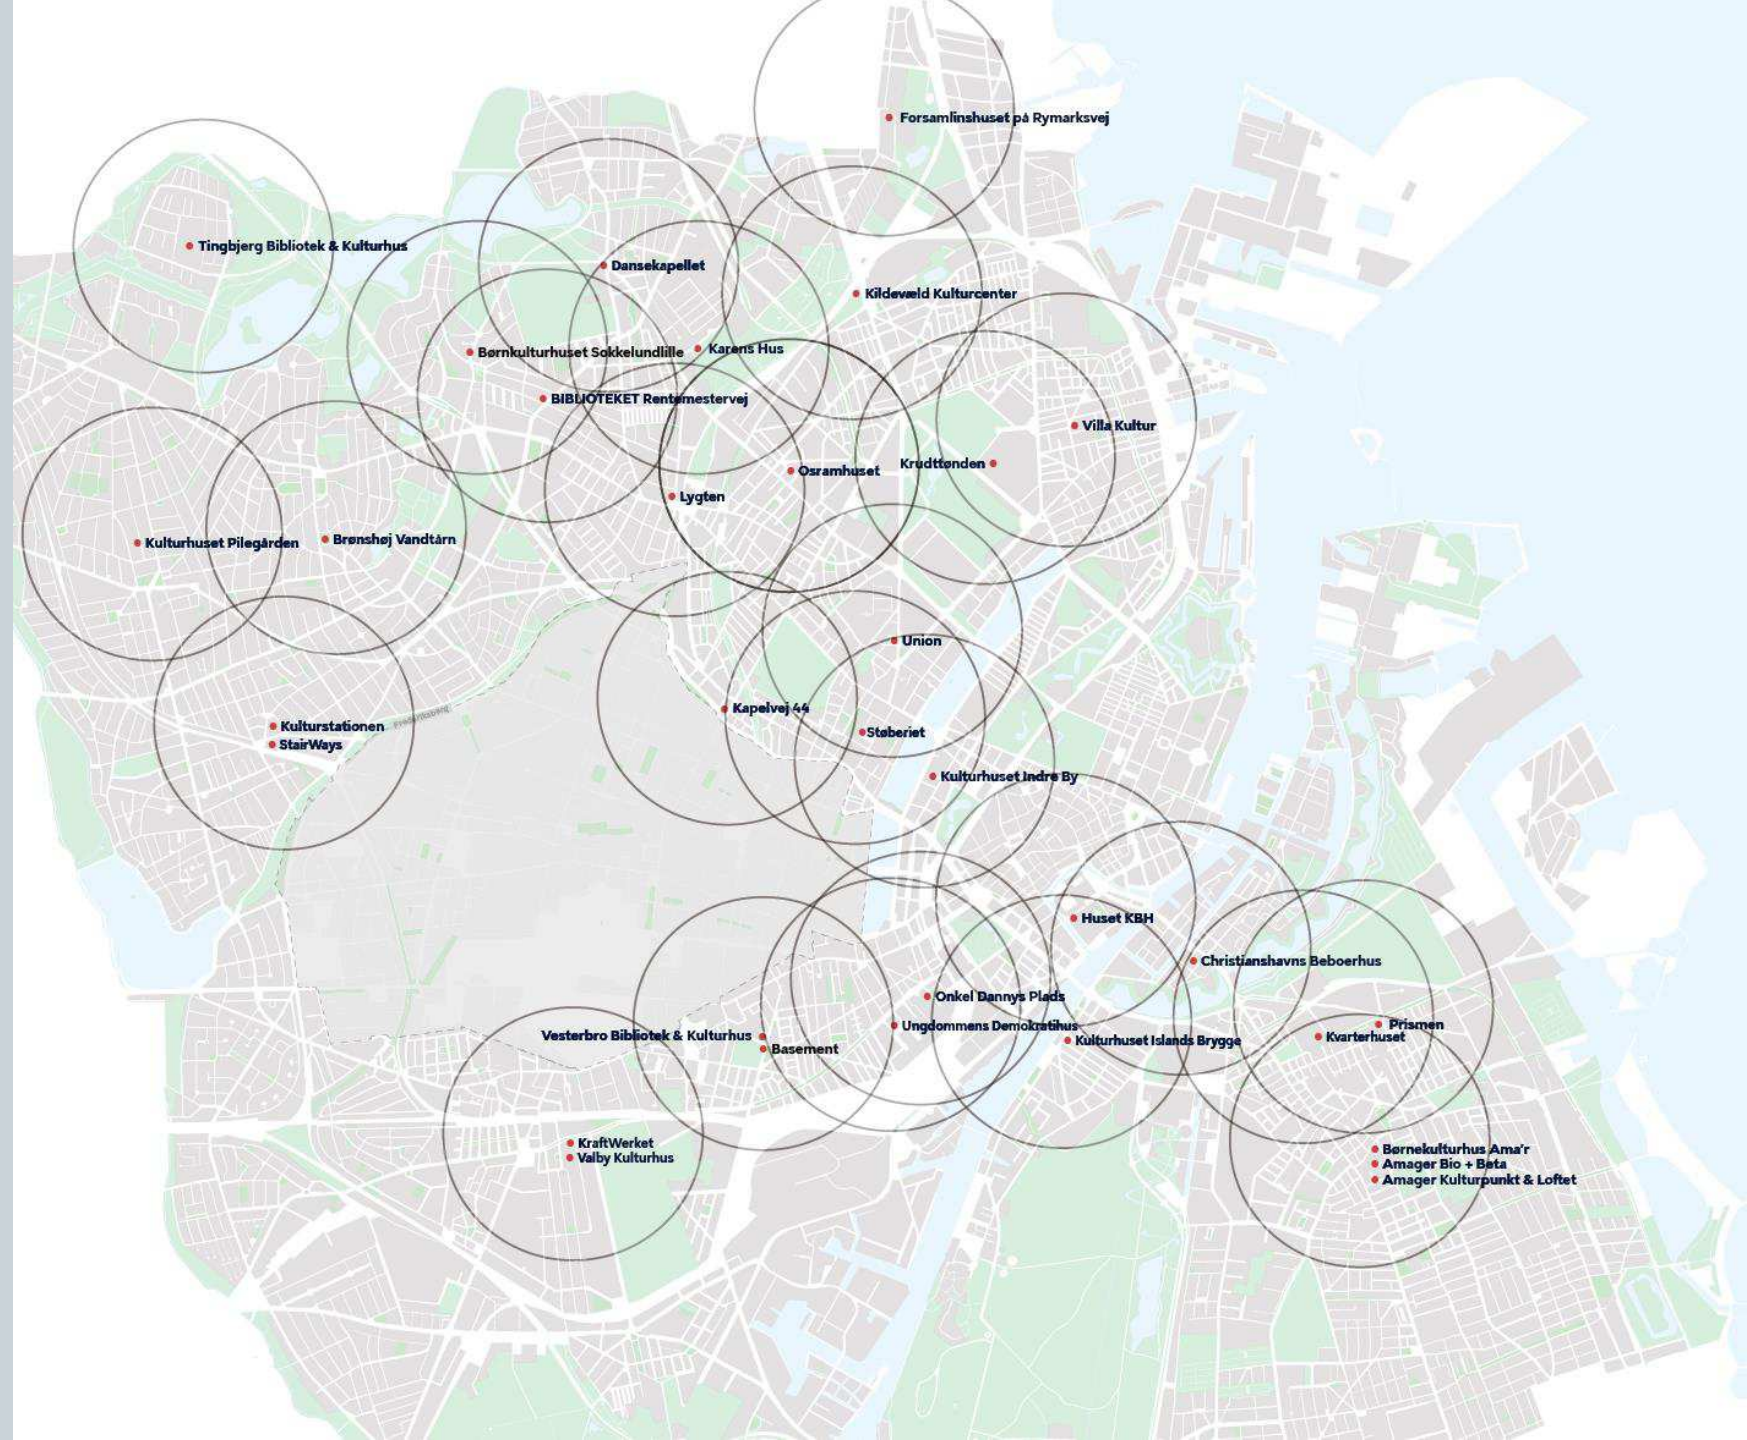 Forsamlinshuset på Rymarksvej
Tingbjerg Bibliotek & Kulturhus
Dansekapellet
Kildevæld Kulturcenter
Børnkulturhuset Sokkelundlille
Karens Hus
BIBLIOTEKET Rentemestervej
Villa Kultur
Krudttønden
Osramhuset
Lygten
Kulturhuset Pilegården
Brønshøj Vandtårn
Union
Kapelvej 44
Frederiksberg
Kulturstationen
StairWays
Støberiet
Kulturhuset Indre By
Huset KBH
Christianshavns Beboerhus
Onkel Dannys Plads
Ungdommens Demokratihus
Prismen
Vesterbro Bibliotek & Kulturhus
Kvarterhuset
Kulturhuset Islands Brygge
Basement
KraftWerket
Valby Kulturhus
Børnekulturhus Ama'r
Amager Bio + Beta
Amager Kulturpunkt & Loftet